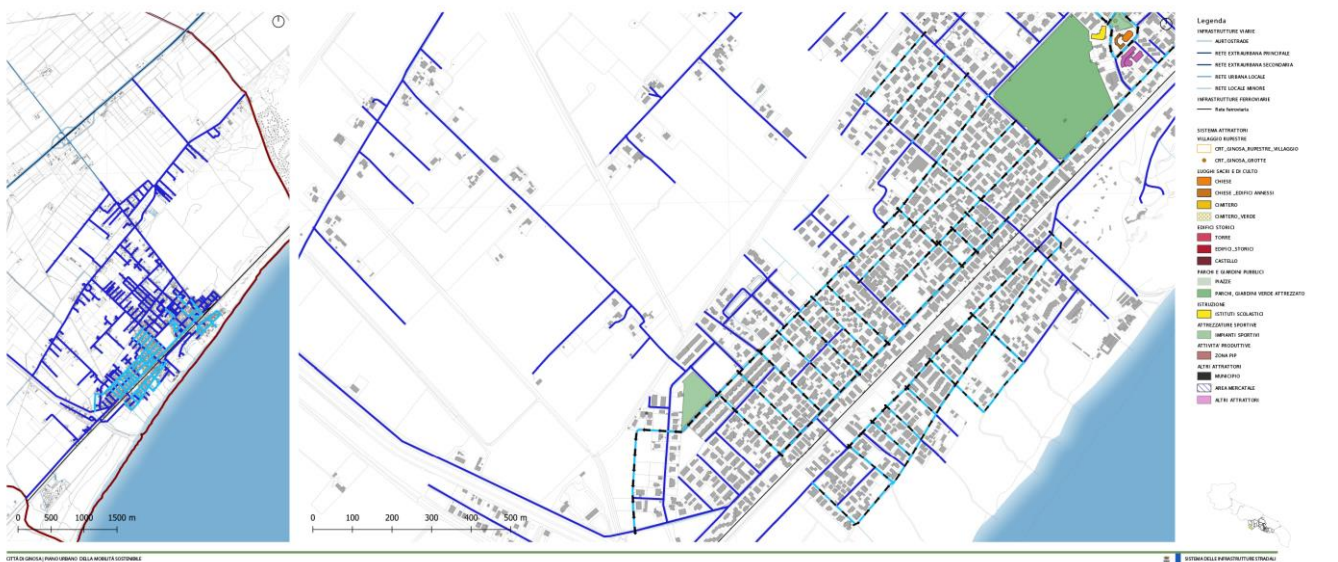 Legenda
INFRASTRUTTURE VIARIE
AURTOSTRADE
RETE EXTRAURBANA PRINCIPALE
RETE EXTRAURBANA SECONDARIA
RETE URBANA LOCALE
RETE LOCALE MINORE
INFRASTRUTTURE FERROVIARIE
Rete ferroviaria
SISTEMA ATTRATTORI
VILLAGGIO RUPESTRE
CRT_GINOSA_RUPESTRE_VILLAGGIO
CRT_GINOSA_GROTTE
LUOGHI SACRI E DI CULTO
CHIESE
CHIESE_EDIFICI ANNESSI
CIMITERO
CIMITERO_VERDE
EDIFICI STORICI
TORRE
EDIFICI_STORICI
CASTELLO
PARCHI E GIARDINI PUBBLICI
PIAZZE
PARCHI, GIARDINI VERDE ATTREZZATO
ISTRUZIONE
ISTITUTI SCOLASTICI
ATTREZZATURE SPORTIVE
IMPIANTI SPORTIVI
ATTIVITA' PRODUTTIVE
ZONA PIP
ALTRI ATTRATTORI
MUNICIPIO
AREA MERCATALE
ALTRI ATTRATTORI
0 500 1000 1500 m
0 100 200 300 400 500 m
CITTÀ DI GINOSA | PIANO URBANO DELLA MOBILITÀ SOSTENIBILE
SISTEMA DELLE INFRASTRUTTURE STRADALI